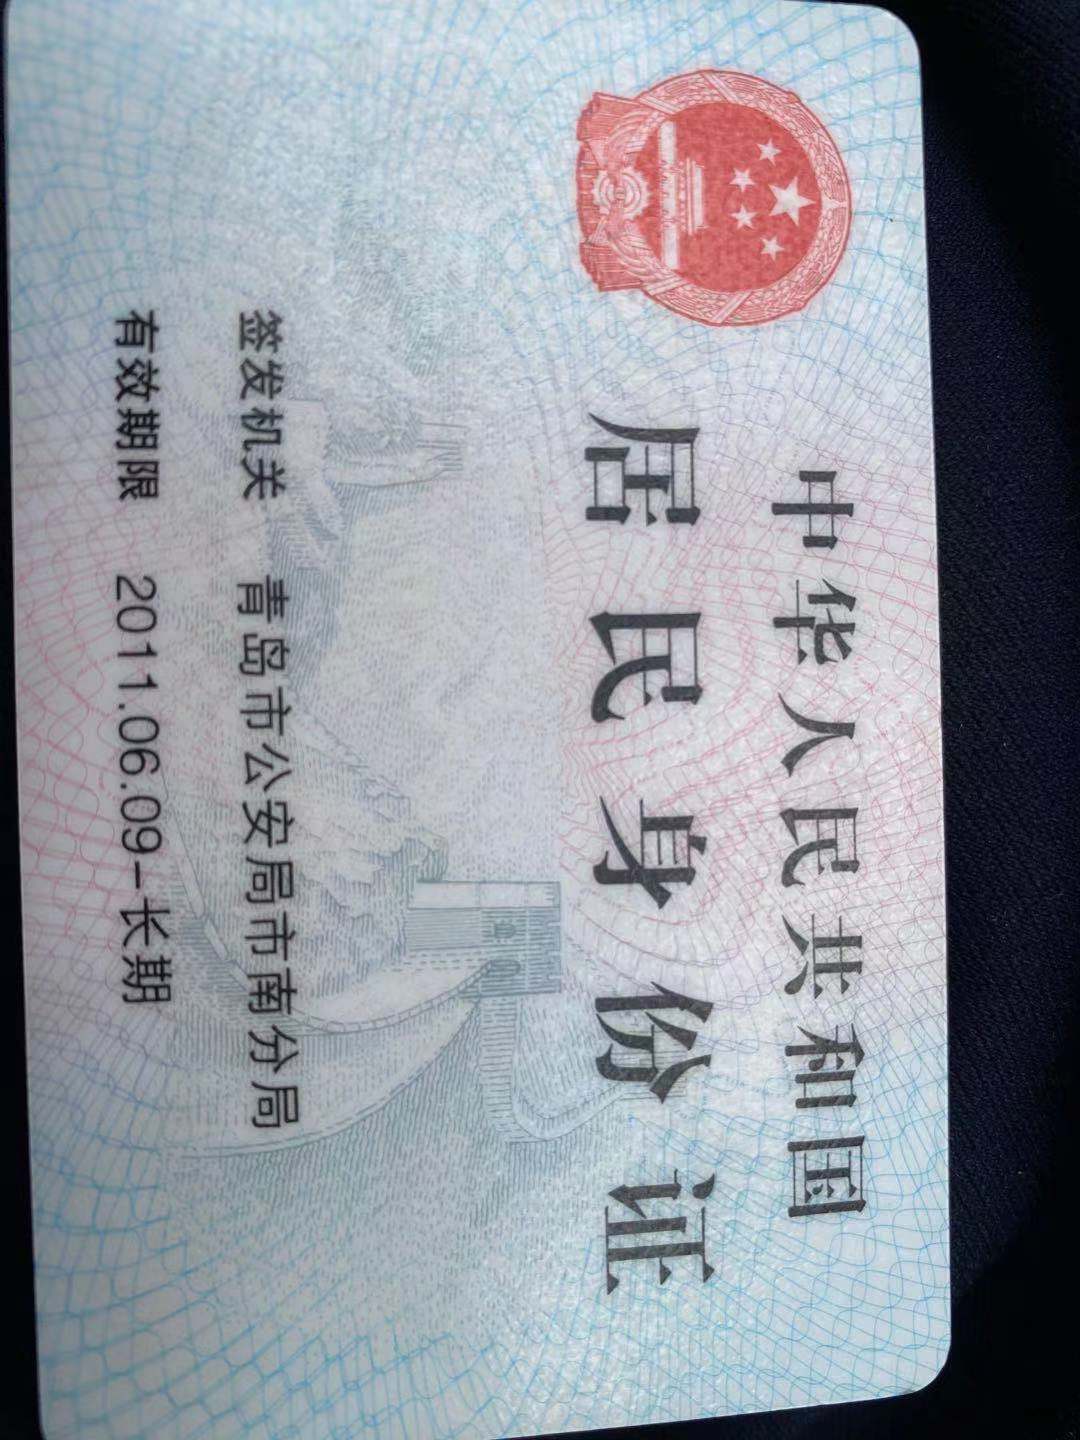 中华人民共和国
居民身份证
签发机关 青岛市公安局市南分局
有效期限 2011.06.09-长期